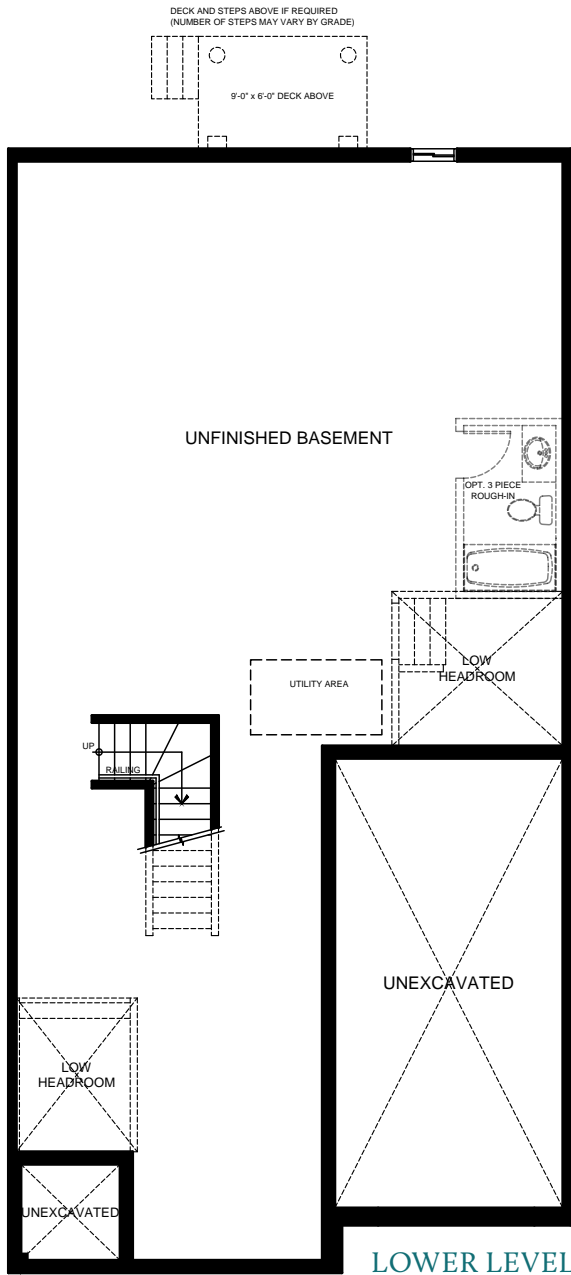 DECK AND STEPS ABOVE IF REQUIRED
(NUMBER OF STEPS MAY VARY BY GRADE)
9'-0" x 6'-0" DECK ABOVE
UNFINISHED BASEMENT
OPT. 3 PIECE
ROUGH-IN
LOW
HEADROOM
UTILITY AREA
UP
RAILING
UNEXCAVATED
LOW
HEADROOM
UNEXCAVATED
LOWER LEVEL